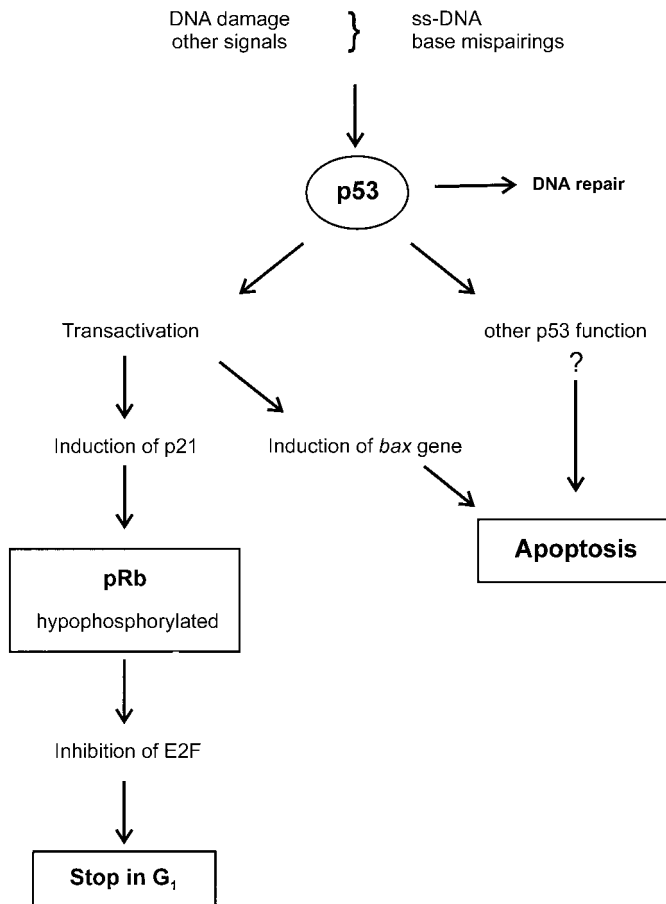 DNA damage
other signals
}
ss-DNA
base mispairings
p53
DNA repair
Transactivation
other p53 function
?
Induction of p21
Induction of bax gene
Apoptosis
pRb
hypophosphorylated
Inhibition of E2F
Stop in G₁